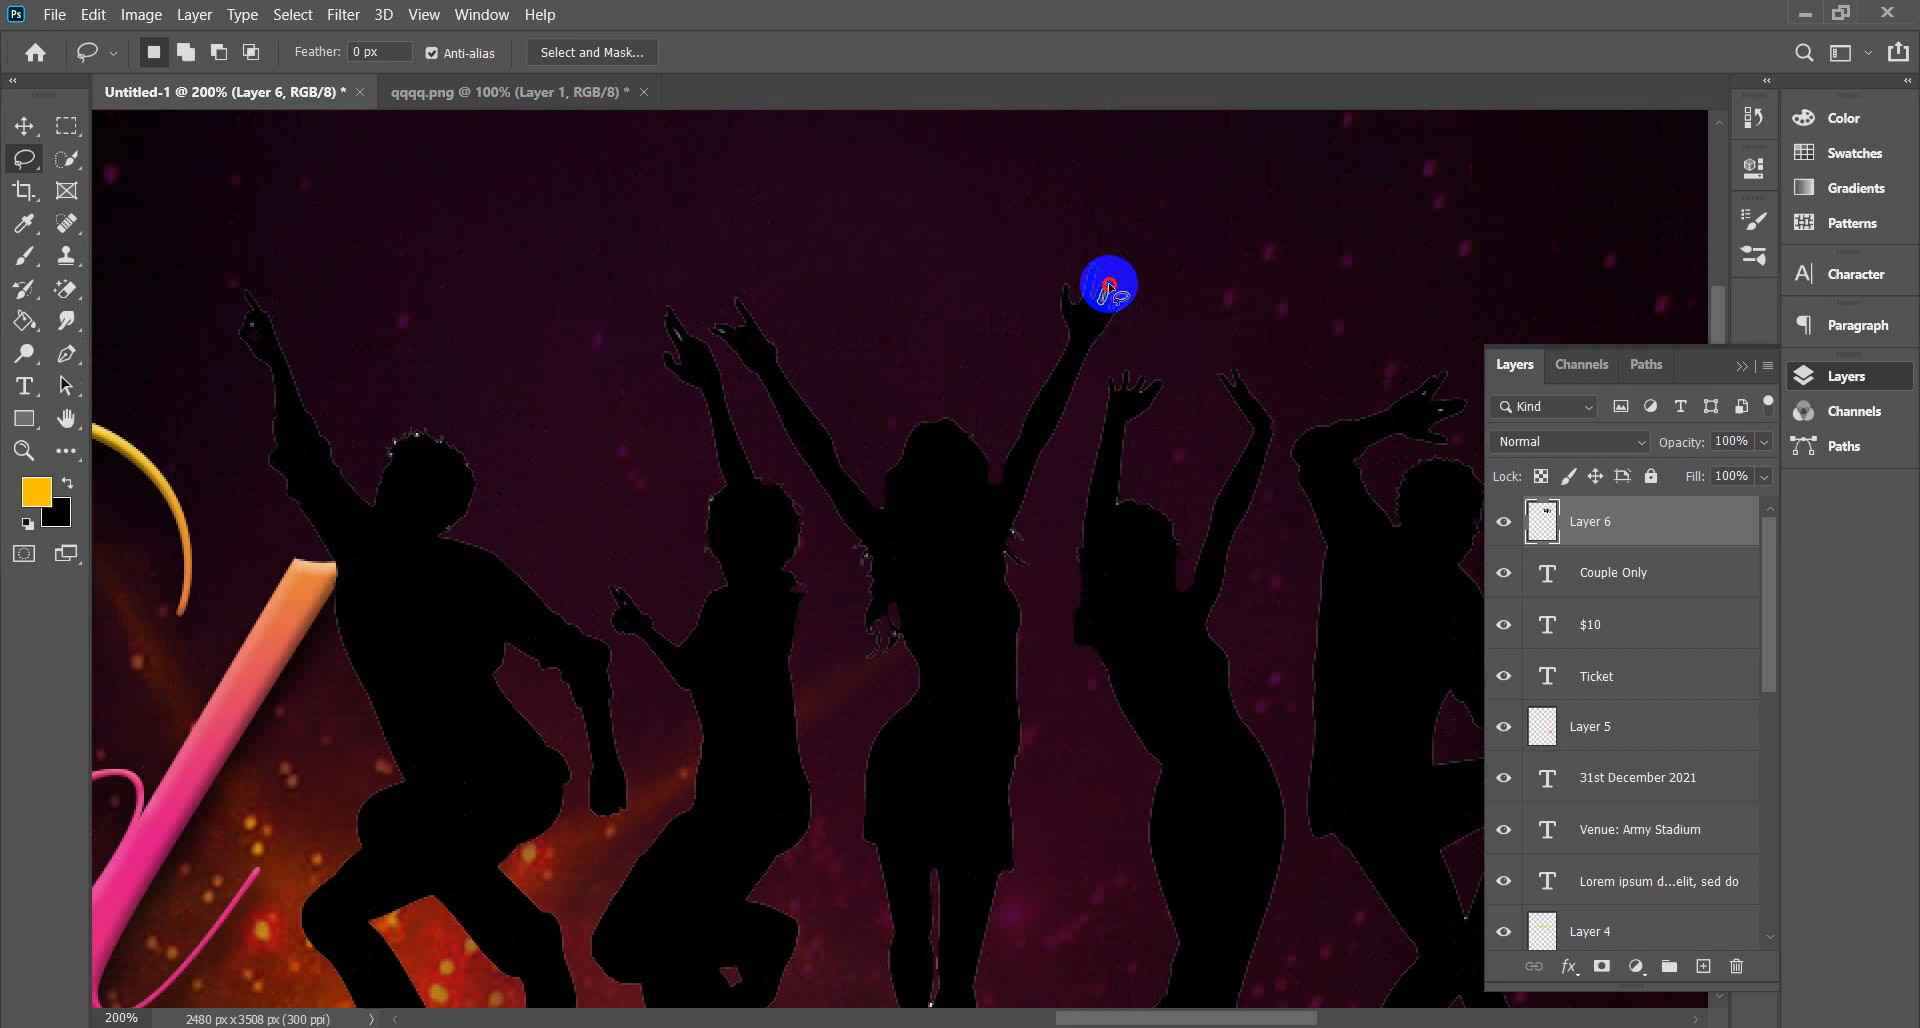 Ps File Edit Image Layer Type Select Filter 3D View Window Help
Feather: 0 px Anti-alias Select and Mask...
Untitled-1 @ 200% (Layer 6, RGB/8) * qqqq.png @ 100% (Layer 1, RGB/8) *
Color
Swatches
Gradients
Patterns
Character
Paragraph
Layers
Channels
Paths
Layers Channels Paths
Kind
Normal Opacity: 100%
Lock: Fill: 100%
Layer 6
Couple Only
$10
Ticket
Layer 5
31st December 2021
Venue: Army Stadium
Lorem ipsum d...elit, sed do
Layer 4
200% 2480 px x 3508 px (300 ppi)